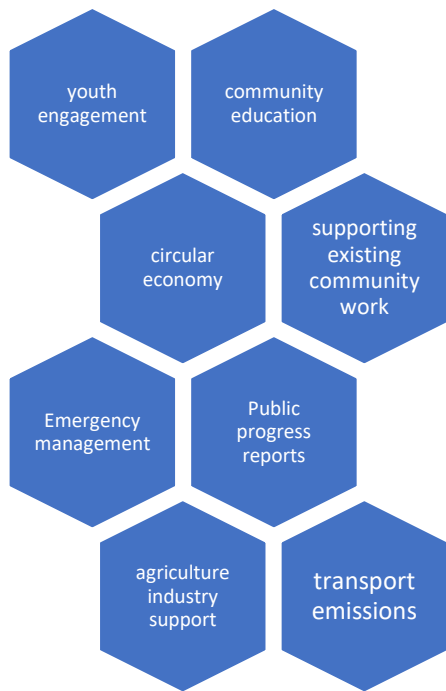 youth
engagement
community
education
circular
economy
supporting
existing
community
work
Emergency
management
Public
progress
reports
agriculture
industry
support
transport
emissions